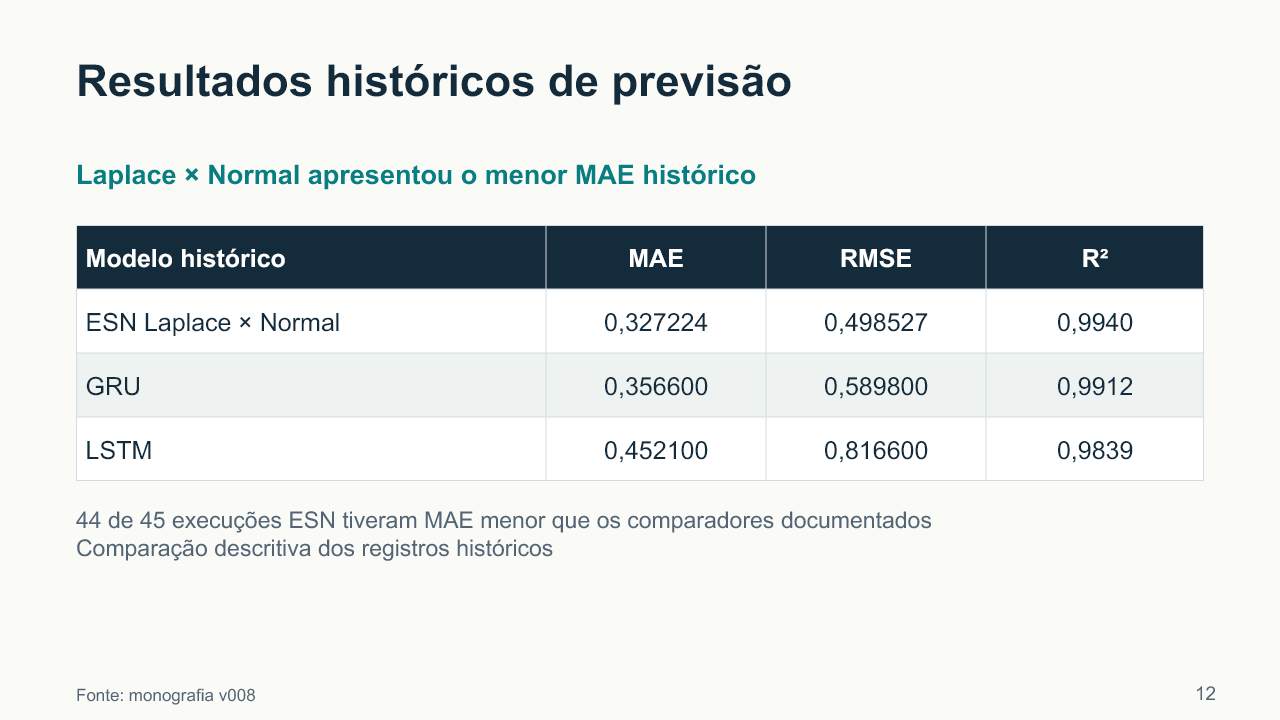 Resultados históricos de previsão
Laplace × Normal apresentou o menor MAE histórico
Modelo histórico MAE RMSE R²
ESN Laplace × Normal 0,327224 0,498527 0,9940
GRU 0,356600 0,589800 0,9912
LSTM 0,452100 0,816600 0,9839
44 de 45 execuções ESN tiveram MAE menor que os comparadores documentados
Comparação descritiva dos registros históricos
Fonte: monografia v008
12